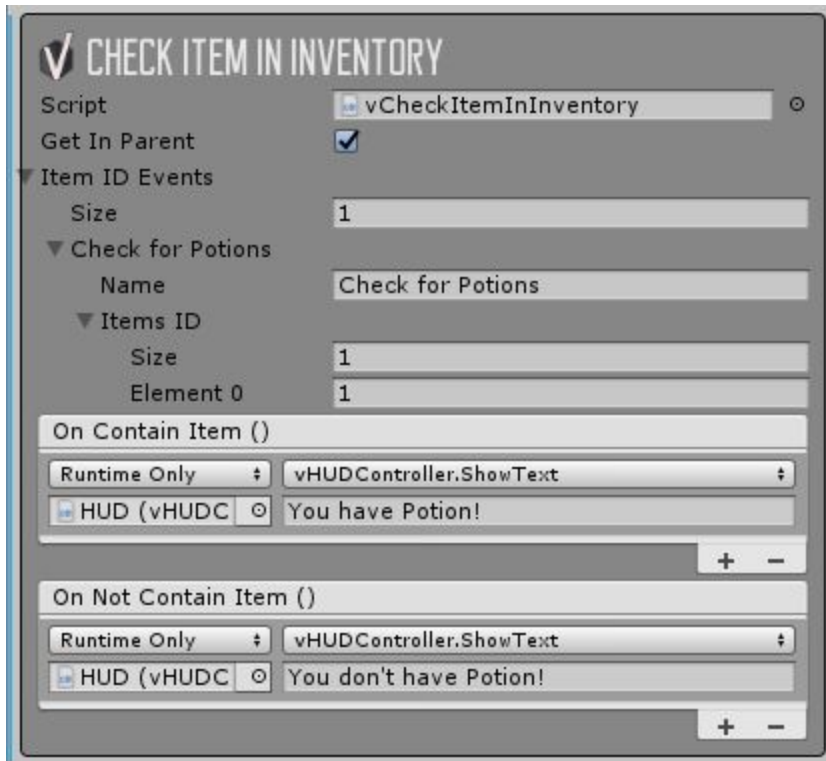 CHECK ITEM IN INVENTORY
Script vCheckItemInInventory
Get In Parent
Item ID Events
Size 1
Check for Potions
Name Check for Potions
Items ID
Size 1
Element 0 1
On Contain Item ()
Runtime Only vHUDController.ShowText
HUD (vHUDC You have Potion!
+ −
On Not Contain Item ()
Runtime Only vHUDController.ShowText
HUD (vHUDC You don't have Potion!
+ −